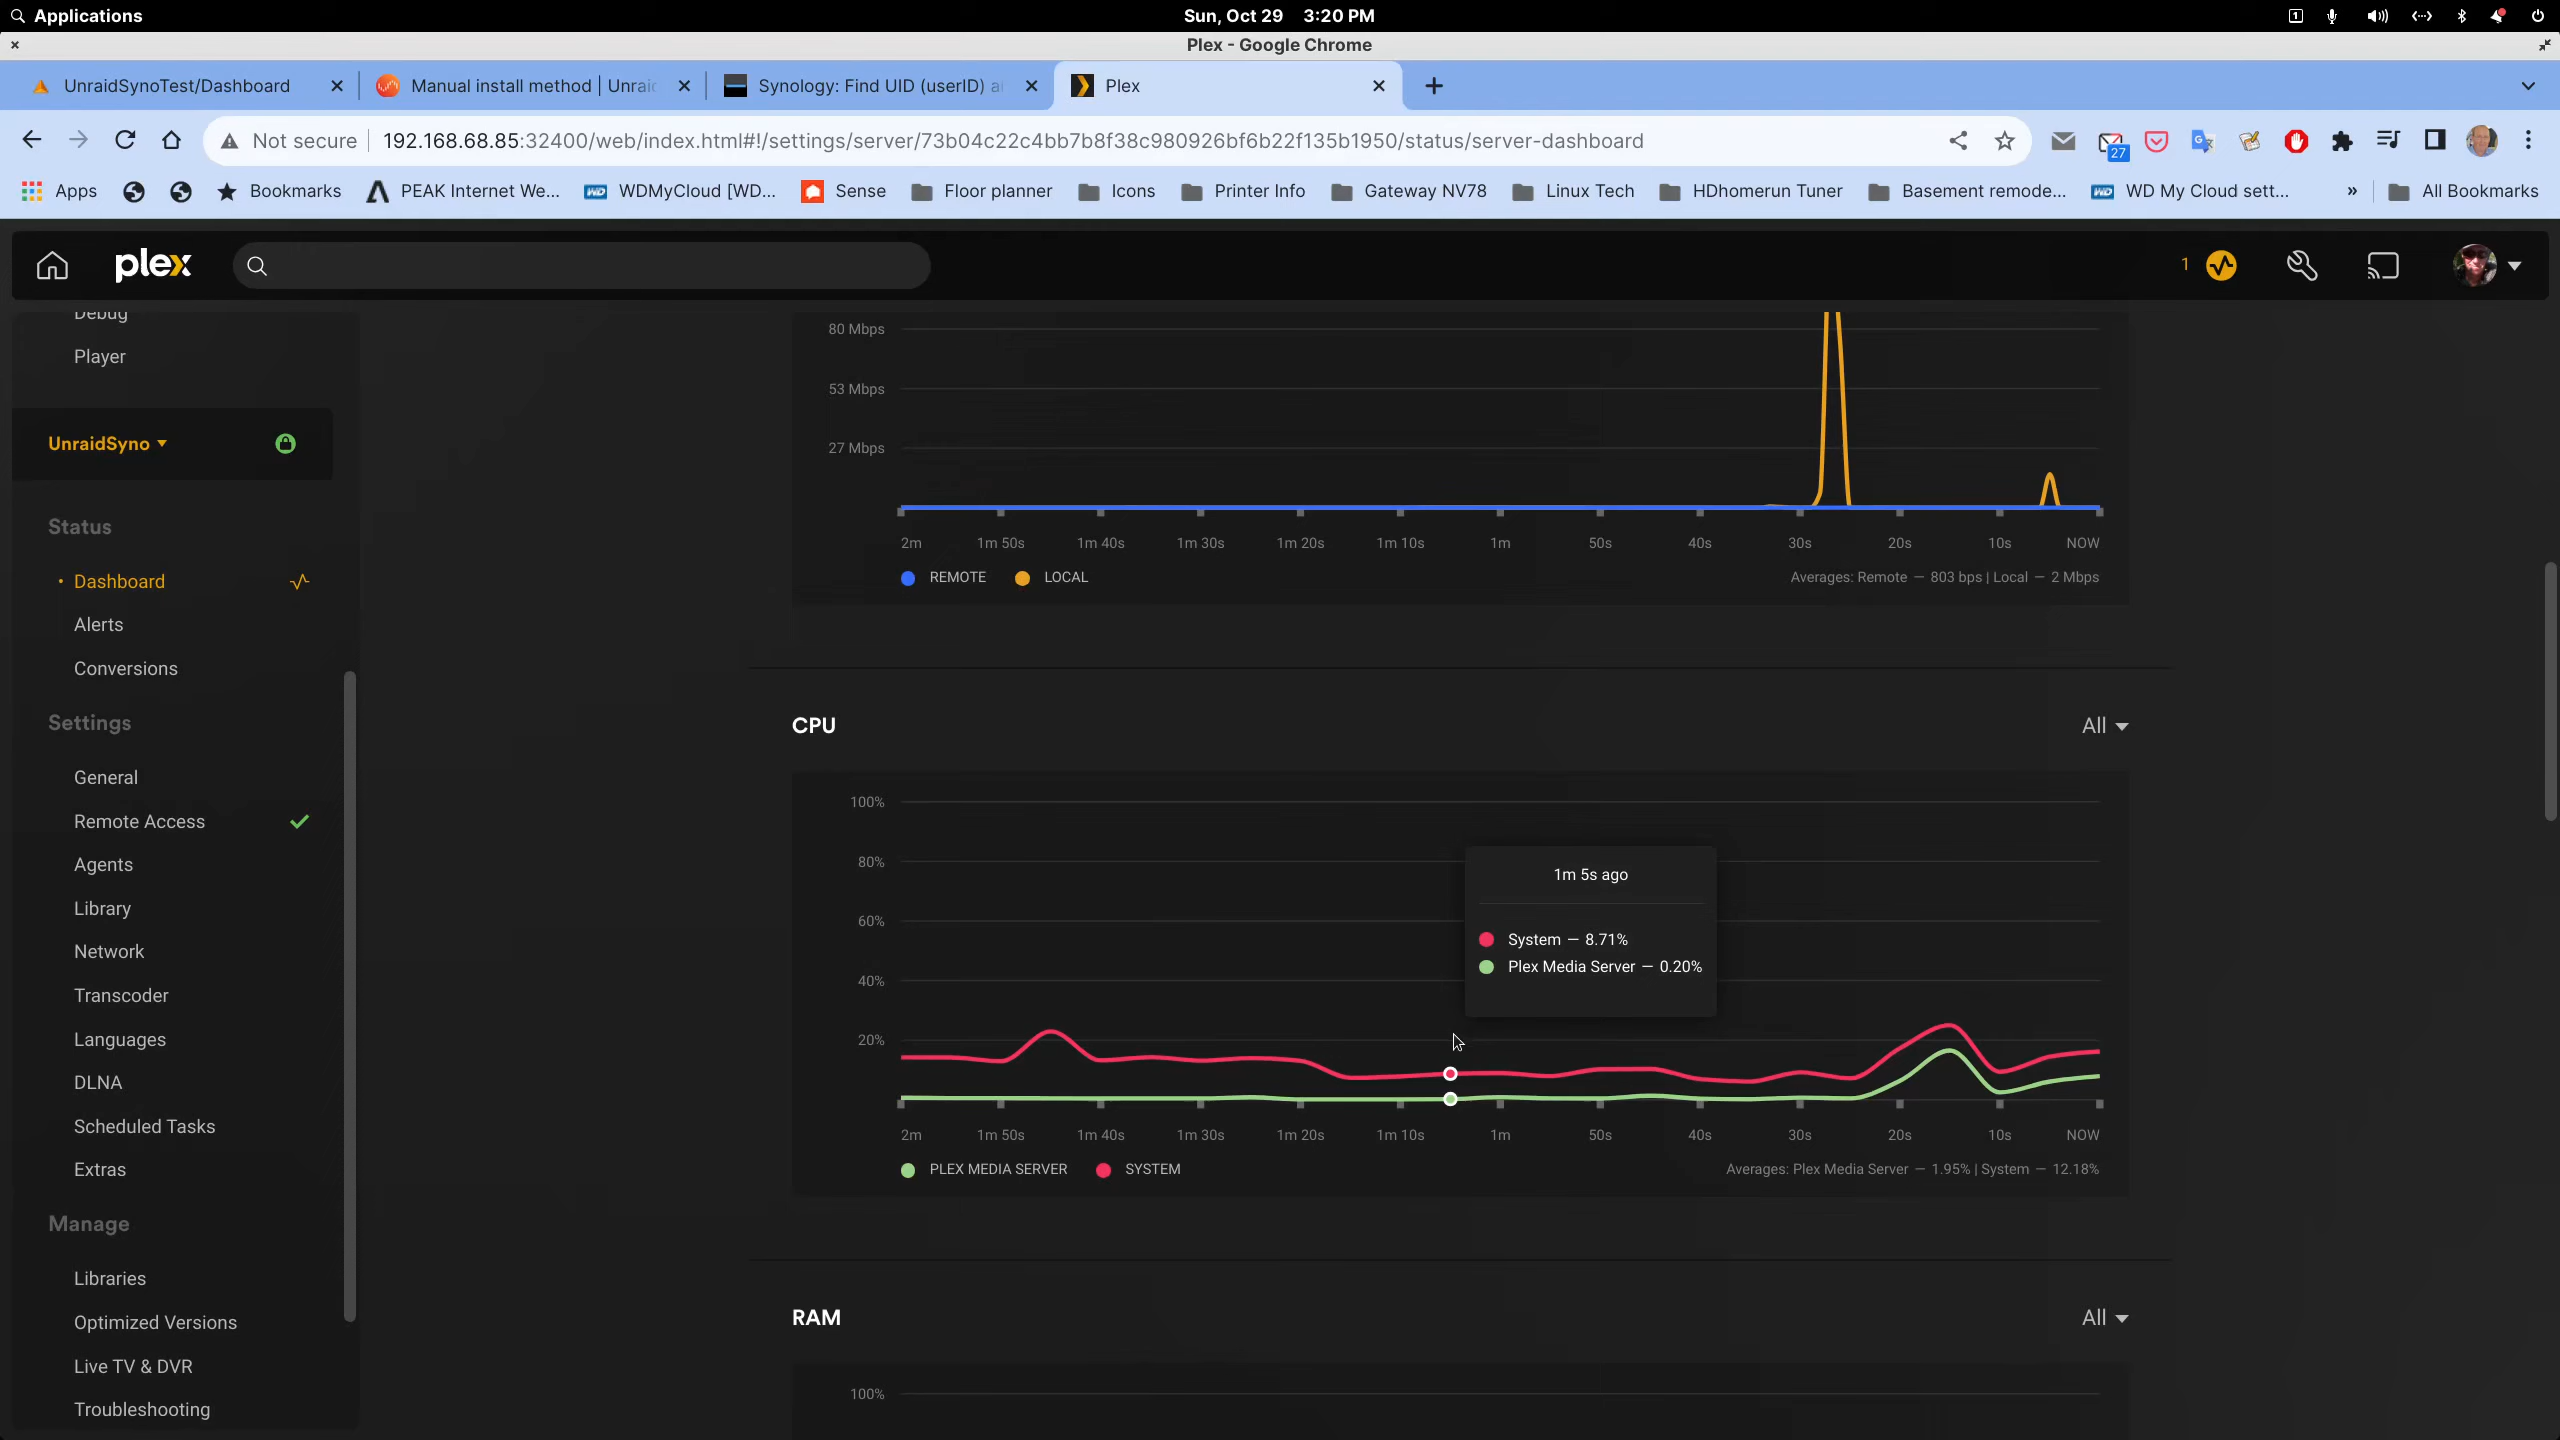 Applications
Sun, Oct 29 3:20 PM
1
Plex - Google Chrome
UnraidSynoTest/Dashboard
Manual install method | Unraid
Synology: Find UID (userID) a
Plex
Not secure
192.168.68.85:32400/web/index.html#!/settings/server/73b04c22c4bb7b8f38c980926bf6b22f135b1950/status/server-dashboard
27
Apps
Bookmarks
PEAK Internet We...
WDMyCloud [WD...
Sense
Floor planner
Icons
Printer Info
Gateway NV78
Linux Tech
HDhomerun Tuner
Basement remode...
WD My Cloud sett...
»
All Bookmarks
plex
1
Debug
Player
UnraidSyno
Status
Dashboard
Alerts
Conversions
Settings
General
Remote Access
Agents
Library
Network
Transcoder
Languages
DLNA
Scheduled Tasks
Extras
Manage
Libraries
Optimized Versions
Live TV & DVR
Troubleshooting
80 Mbps
53 Mbps
27 Mbps
2m 1m 50s 1m 40s 1m 30s 1m 20s 1m 10s 1m 50s 40s 30s 20s 10s NOW
REMOTE LOCAL
Averages: Remote — 803 bps | Local — 2 Mbps
CPU
All
100%
80%
60%
40%
20%
1m 5s ago
System — 8.71%
Plex Media Server — 0.20%
2m 1m 50s 1m 40s 1m 30s 1m 20s 1m 10s 1m 50s 40s 30s 20s 10s NOW
PLEX MEDIA SERVER SYSTEM
Averages: Plex Media Server — 1.95% | System — 12.18%
RAM
All
100%